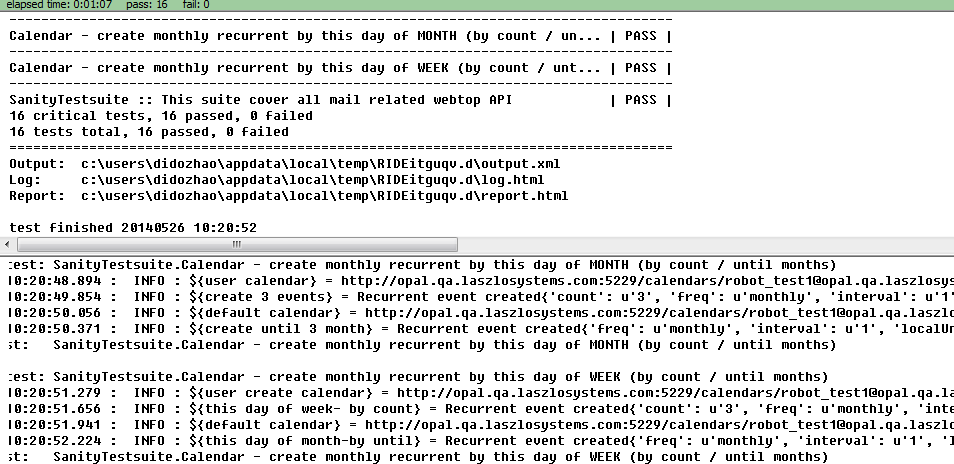 elapsed time: 0:01:07 pass: 16 fail: 0
------------------------------------------------------------------------------
Calendar - create monthly recurrent by this day of MONTH (by count / un... | PASS |
------------------------------------------------------------------------------
Calendar - create monthly recurrent by this day of WEEK (by count / unt... | PASS |
------------------------------------------------------------------------------
SanityTestsuite :: This suite cover all mail related webtop API | PASS |
16 critical tests, 16 passed, 0 failed
16 tests total, 16 passed, 0 failed
==============================================================================
Output: c:\users\didozhao\appdata\local\temp\RIDEitguqv.d\output.xml
Log: c:\users\didozhao\appdata\local\temp\RIDEitguqv.d\log.html
Report: c:\users\didozhao\appdata\local\temp\RIDEitguqv.d\report.html
test finished 20140526 10:20:52
test: SanityTestsuite.Calendar - create monthly recurrent by this day of MONTH (by count / until months)
10:20:48.894 : INFO : ${user calendar} = http://opal.qa.laszlosystems.com:5229/calendars/robot_test1@opal.qa.laszlo
10:20:49.854 : INFO : ${create 3 events} = Recurrent event created{'count': u'3', 'freq': u'monthly', 'interval': u'1'
10:20:50.056 : INFO : ${default calendar} = http://opal.qa.laszlosystems.com:5229/calendars/robot_test1@opal.qa.laszlo
10:20:50.371 : INFO : ${create until 3 month} = Recurrent event created{'freq': u'monthly', 'interval': u'1', 'localUn
st: SanityTestsuite.Calendar - create monthly recurrent by this day of MONTH (by count / until months)
test: SanityTestsuite.Calendar - create monthly recurrent by this day of WEEK (by count / until months)
10:20:51.279 : INFO : ${user create calendar} = http://opal.qa.laszlosystems.com:5229/calendars/robot_test1@opal.qa.la
10:20:51.656 : INFO : ${this day of week- by count} = Recurrent event created{'count': u'3', 'freq': u'monthly', 'inte
10:20:51.941 : INFO : ${default calendar} = http://opal.qa.laszlosystems.com:5229/calendars/robot_test1@opal.qa.laszlo
10:20:52.224 : INFO : ${this day of month-by until} = Recurrent event created{'freq': u'monthly', 'interval': u'1', 'l
st: SanityTestsuite.Calendar - create monthly recurrent by this day of WEEK (by count / until months)